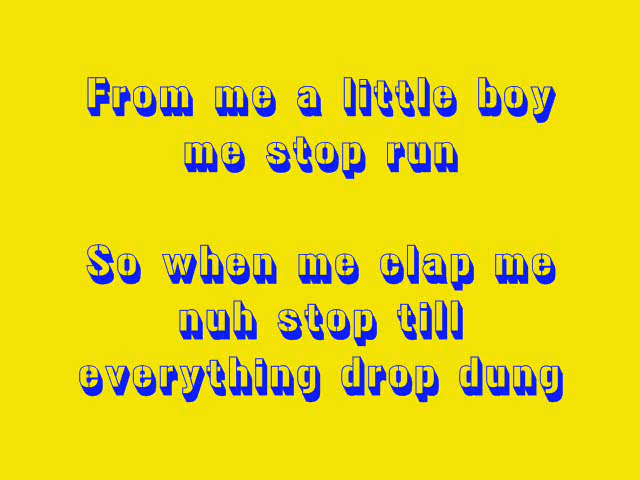 From me a little boy
me stop run
So when me clap me
nuh stop till
everything drop dung